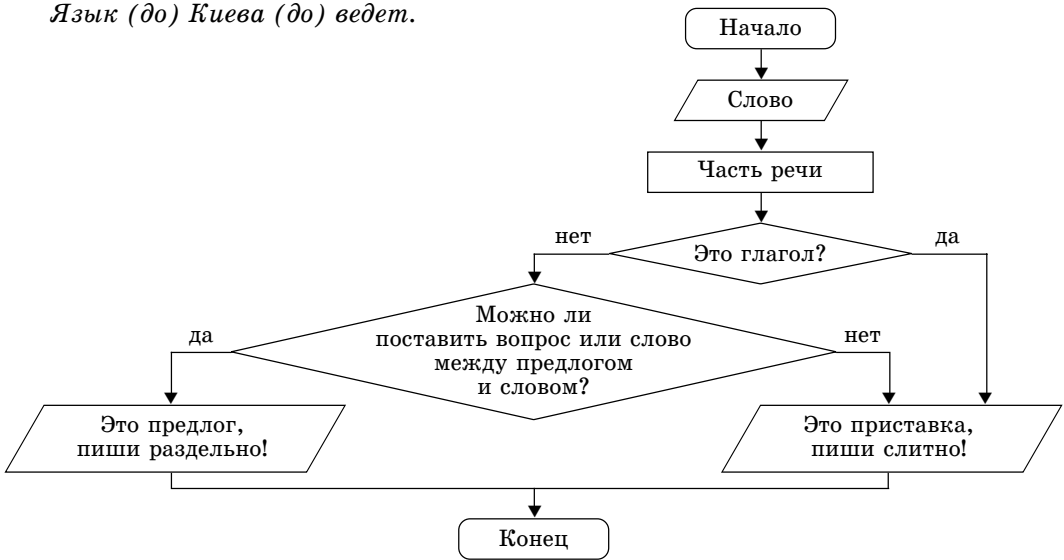 Язык (до) Киева (до) ведет.
Начало
Слово
Часть речи
Это глагол?
нет
да
Можно ли
поставить вопрос или слово
между предлогом
и словом?
да
нет
Это предлог,
пиши раздельно!
Это приставка,
пиши слитно!
Конец